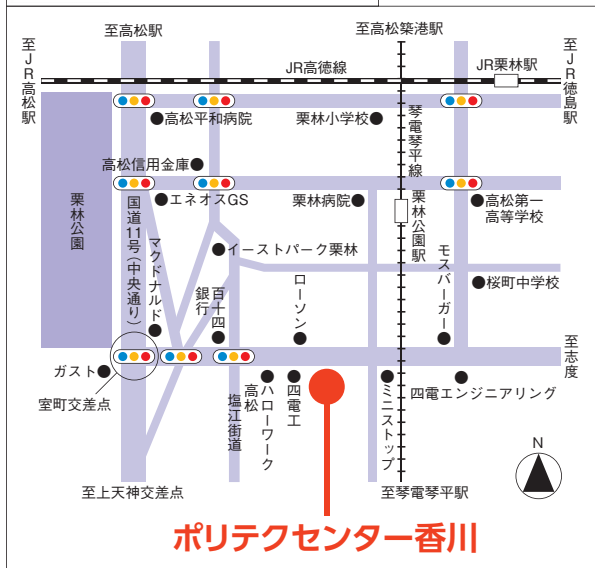 至高松駅
至高松築港駅
至JR高松駅
JR高徳線
JR栗林駅
至JR徳島駅
高松平和病院
栗林小学校
琴電琴平線
高松信用金庫
栗林公園
国道11号(中央通り)
エネオスGS
栗林病院
栗林公園駅
高松第一
高等学校
マクドナルド
イーストパーク栗林
百十四
銀行
ローソン
モスバーガー
桜町中学校
至志度
ガスト
室町交差点
塩江街道
ハローワーク
高松
四電工
ミニストップ
四電エンジニアリング
N
至上天神交差点
至琴電琴平駅
ポリテクセンター香川